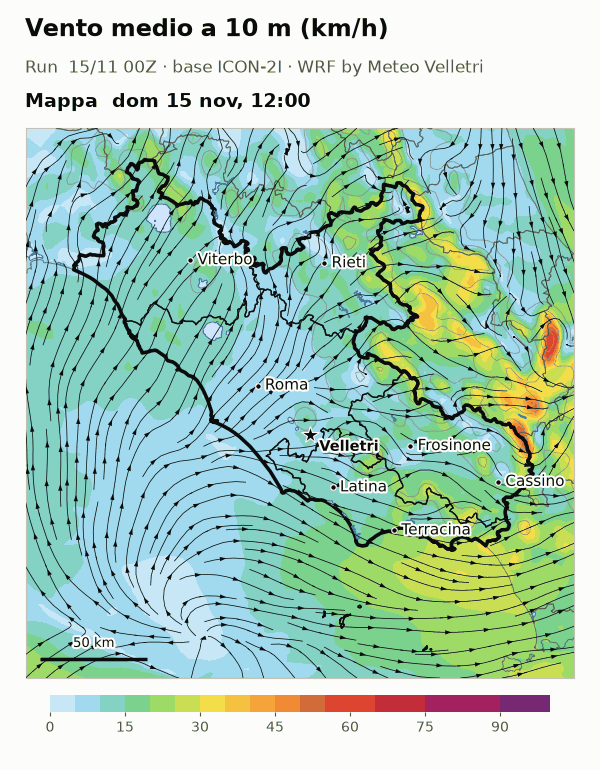 Vento medio a 10 m (km/h)
Run 15/11 00Z · base ICON-2I · WRF by Meteo Velletri
Mappa dom 15 nov, 12:00
Viterbo
Rieti
Roma
Velletri
Frosinone
Cassino
Latina
Terracina
50 km
0 15 30 45 60 75 90